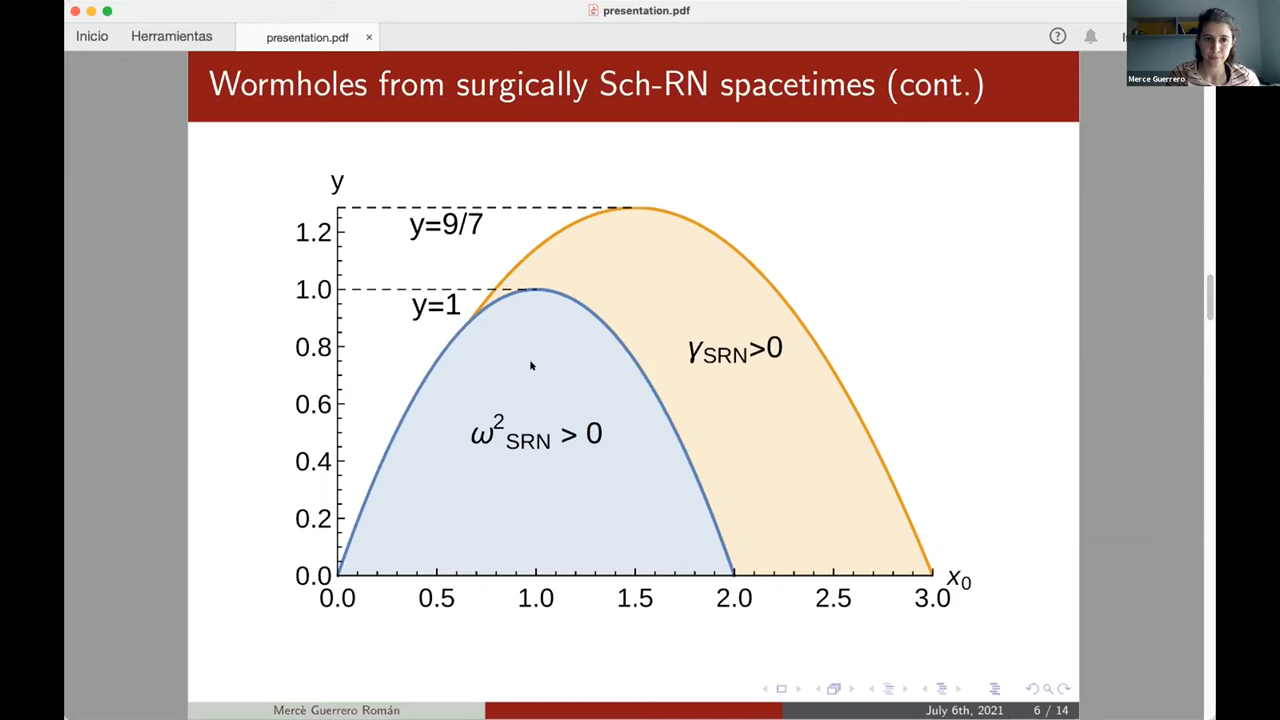 presentation.pdf
Inicio
Herramientas
presentation.pdf ×
Merce Guerrero
Wormholes from surgically Sch-RN spacetimes (cont.)
y
1.2
1.0
0.8
0.6
0.4
0.2
0.0
y=9/7
y=1
γSRN>0
ω²SRN > 0
0.0 0.5 1.0 1.5 2.0 2.5 3.0
x₀
Mercè Guerrero Román
July 6th, 2021
6 / 14